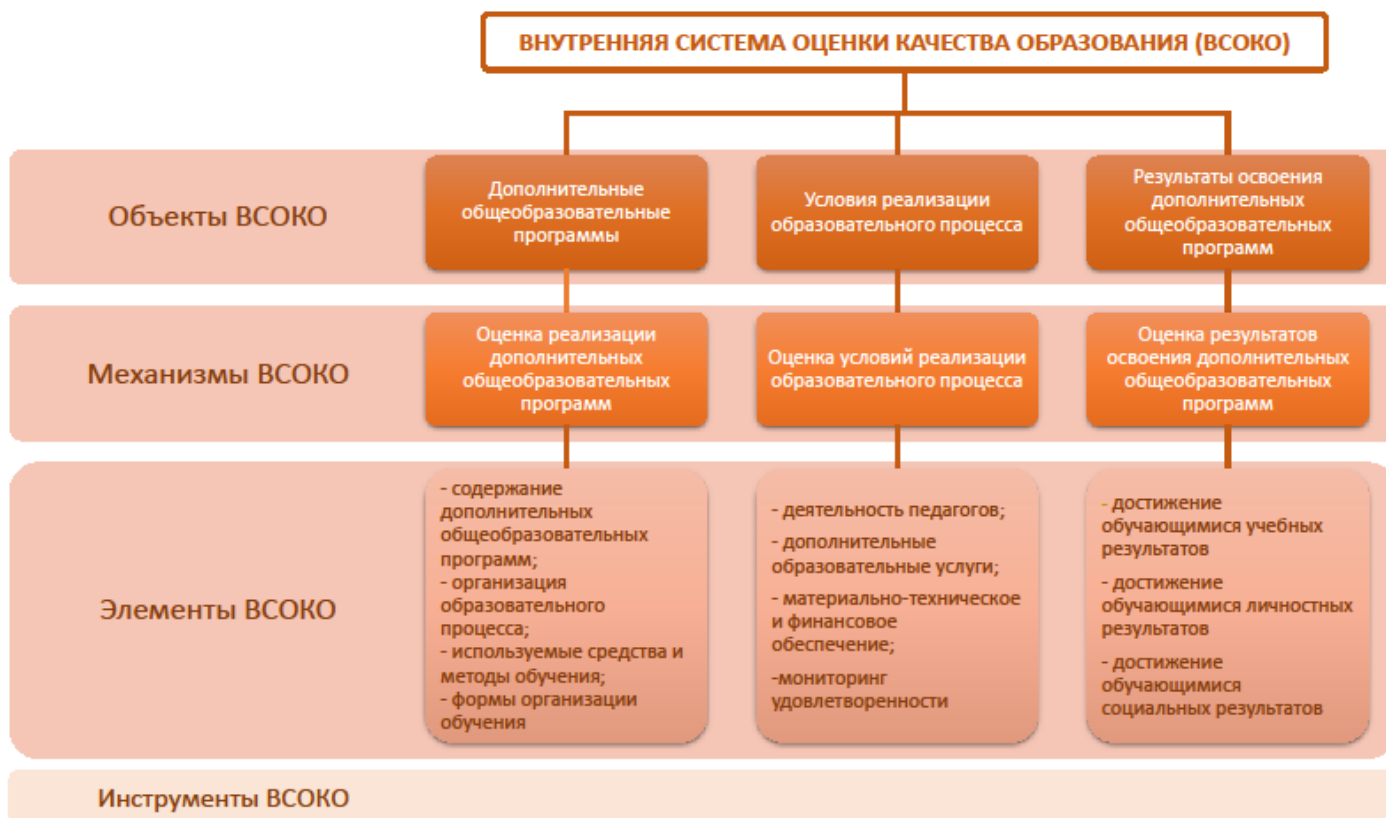 ВНУТРЕННЯЯ СИСТЕМА ОЦЕНКИ КАЧЕСТВА ОБРАЗОВАНИЯ (ВСОКО)
Объекты ВСОКО
Дополнительные
общеобразовательные
программы
Условия реализации
образовательного процесса
Результаты освоения
дополнительных
общеобразовательных
программ
Механизмы ВСОКО
Оценка реализации
дополнительных
общеобразовательных
программ
Оценка условий реализации
образовательного процесса
Оценка результатов
освоения дополнительных
общеобразовательных
программ
Элементы ВСОКО
- содержание
дополнительных
общеобразовательных
программ;
- организация
образовательного
процесса;
- используемые средства и
методы обучения;
- формы организации
обучения
- деятельность педагогов;
- дополнительные
образовательные услуги;
- материально-техническое
и финансовое
обеспечение;
-мониторинг
удовлетворенности
- достижение
обучающимися учебных
результатов
- достижение
обучающимися личностных
результатов
- достижение
обучающимися
социальных результатов
Инструменты ВСОКО